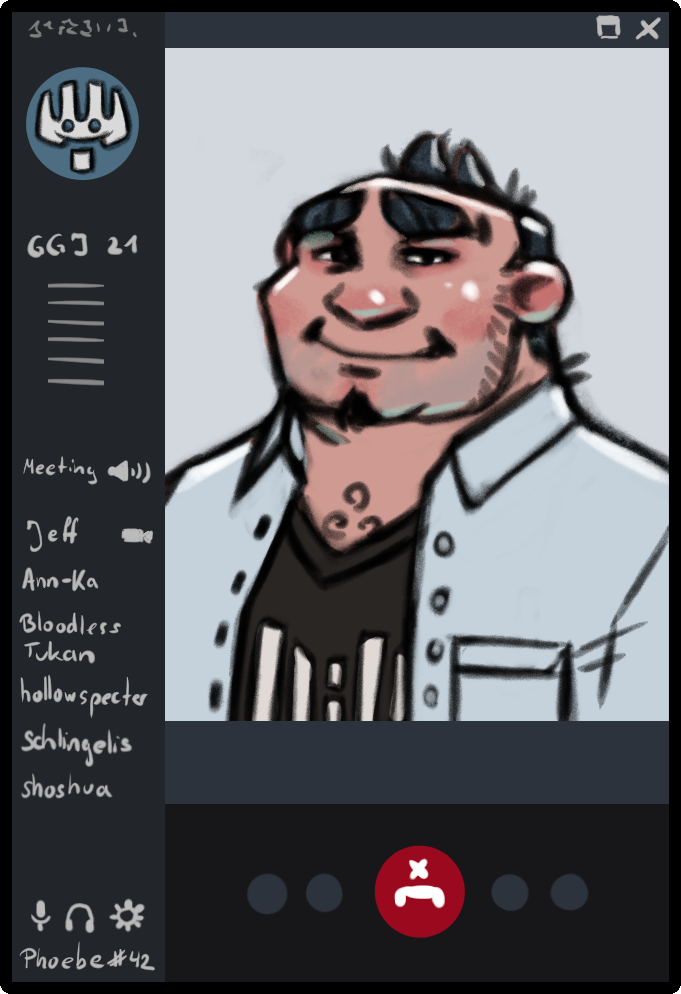 GGJ 21
Meeting
Jeff
Ann-Ka
Bloodless
Tukan
hollowspecter
Schlingelis
shoshua
Phoebe#42